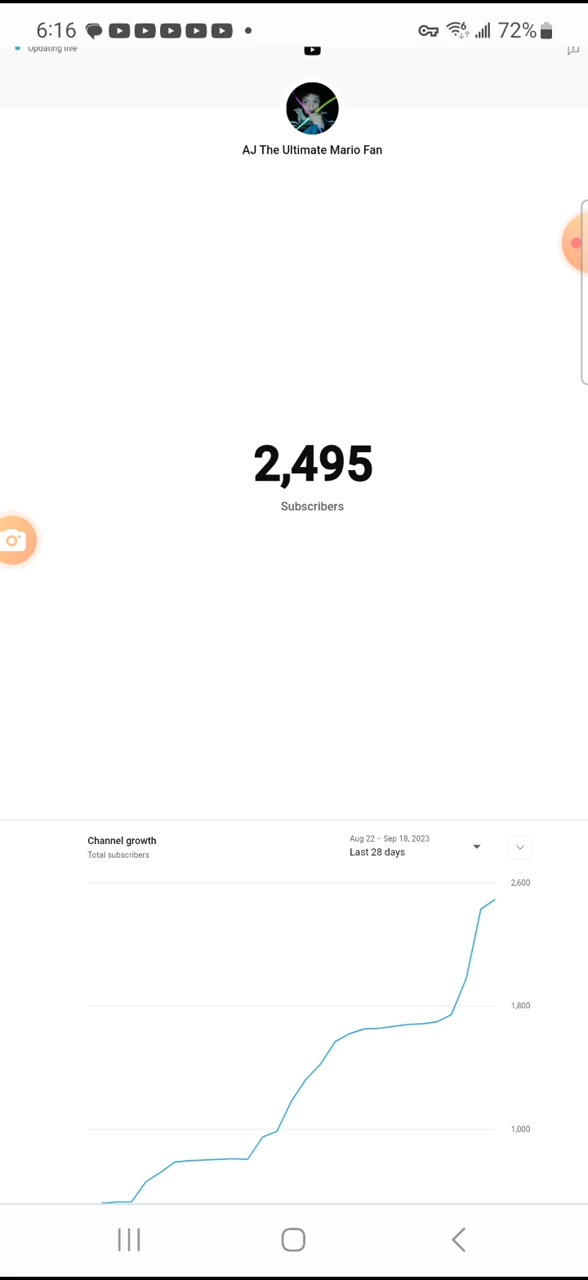 6:16 72%
Updating live
AJ The Ultimate Mario Fan
2,495
Subscribers
Channel growth
Total subscribers
Aug 22 – Sep 18, 2023
Last 28 days
2,600
1,800
1,000